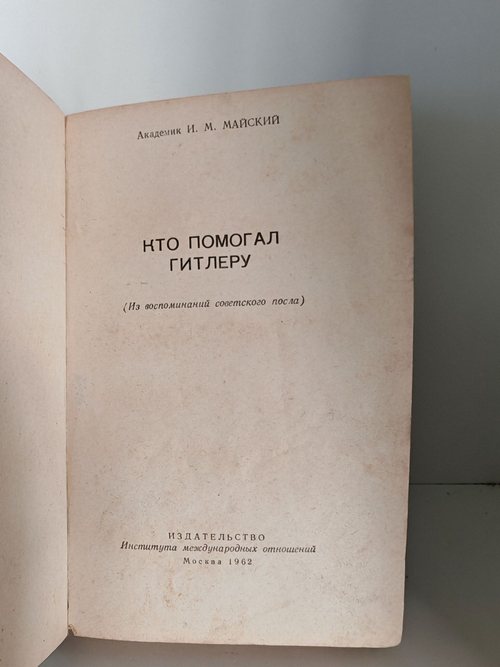 Академик И. М. МАЙСКИЙ
КТО ПОМОГАЛ
ГИТЛЕРУ
(Из воспоминаний советского посла)
ИЗДАТЕЛЬСТВО
Института международных отношений
Москва 1962